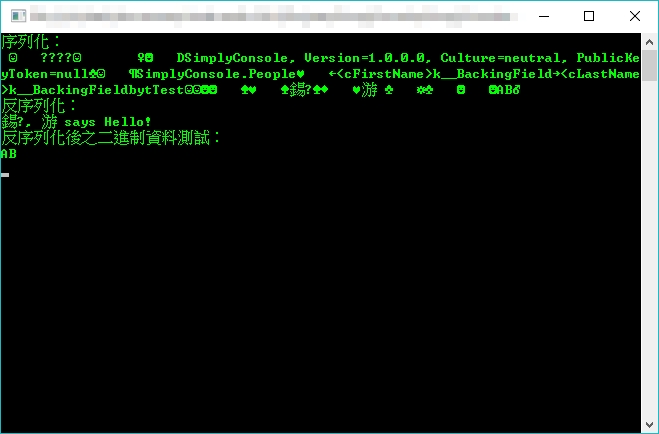 序列化：
☺ ????☺ ♀☻ DSimplyConsole, Version=1.0.0.0, Culture=neutral, PublicKe
yToken=null♣☺ ¶SimplyConsole.People♥ ←<cFirstName>k__BackingField→<cLastName
>k__BackingFieldbytTest☺☺☻☻ ♣♥ ♠錫?♣♦ ♥游 ♣ ☼♣ ☻ ☻AB♂
反序列化：
錫?, 游 says Hello!
反序列化後之二進制資料測試：
AB